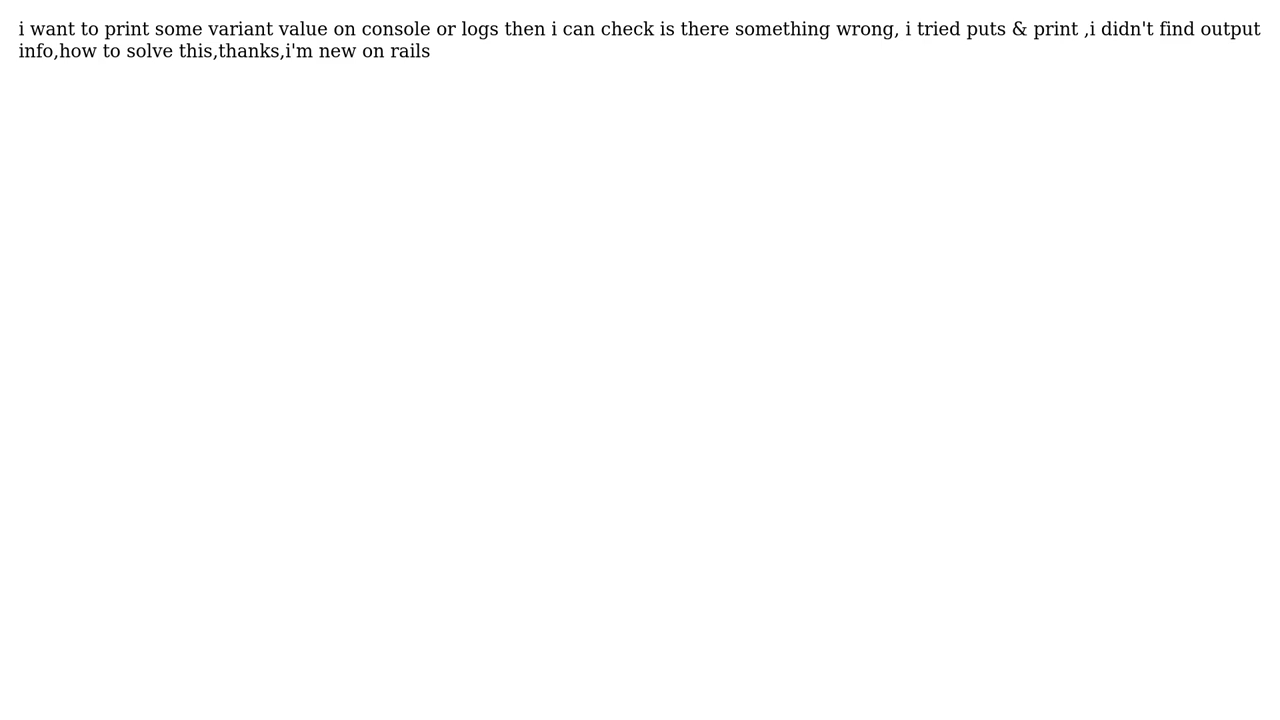 i want to print some variant value on console or logs then i can check is there something wrong, i tried puts & print ,i didn't find output
info,how to solve this,thanks,i'm new on rails